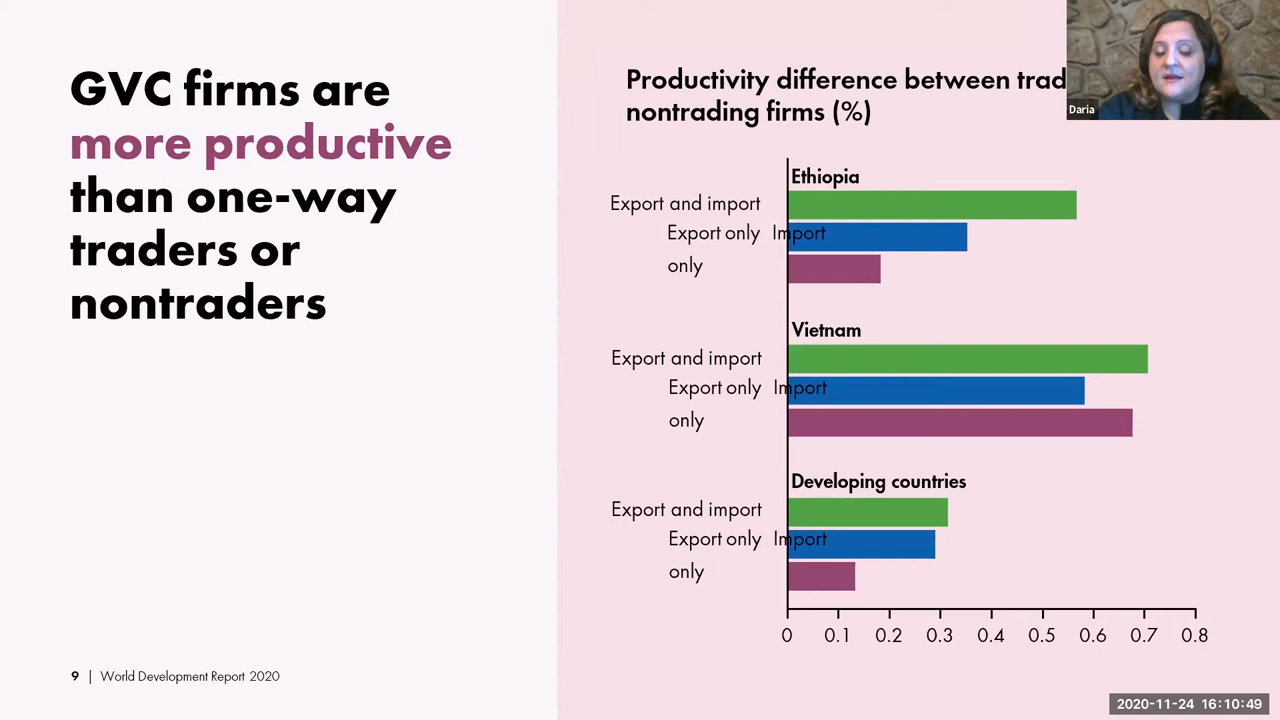 GVC firms are
more productive
than one-way
traders or
nontraders
Productivity difference between
nontrading firms (%)
Daria
Ethiopia
Export and import
Export only Import
only
Vietnam
Export and import
Export only Import
only
Developing countries
Export and import
Export only Import
only
0 0.1 0.2 0.3 0.4 0.5 0.6 0.7 0.8
9 | World Development Report 2020
2020-11-24 16:10:49